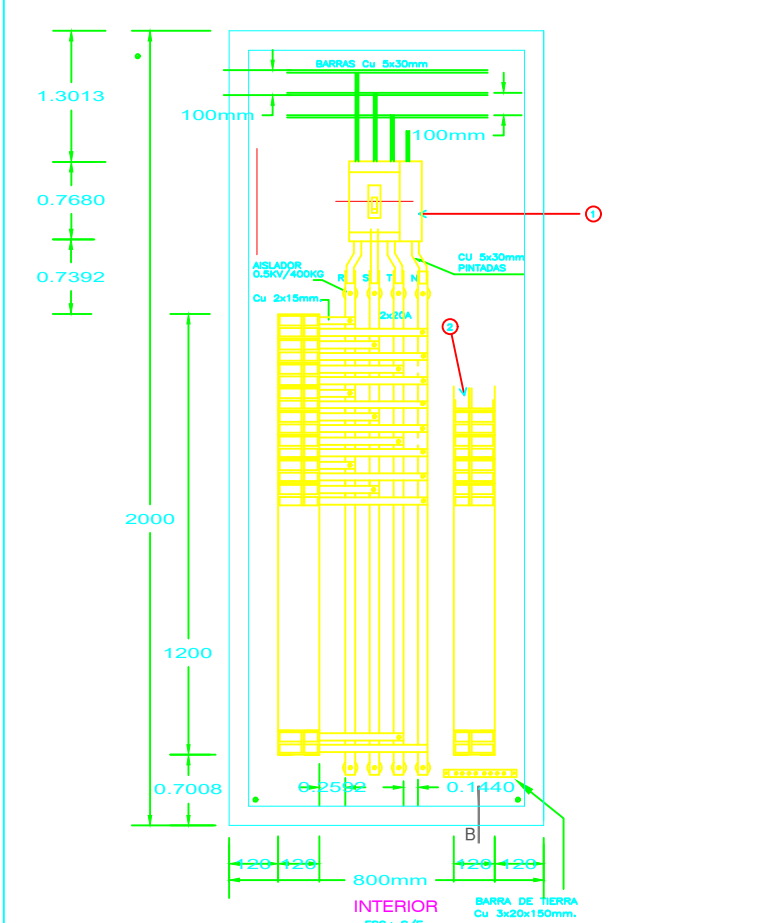 BARRAS Cu 5x30mm
1.3013
100mm
100mm
0.7680
1
CU 5x30mm
PINTADAS
AISLADOR
0.5KV/400KG
0.7392
R S T N
Cu 2x15mm
2x20A
2
2000
1200
0.7008
0.2592
0.1440
B
120
120
120
120
800mm
INTERIOR
BARRA DE TIERRA
Cu 3x20x150mm.